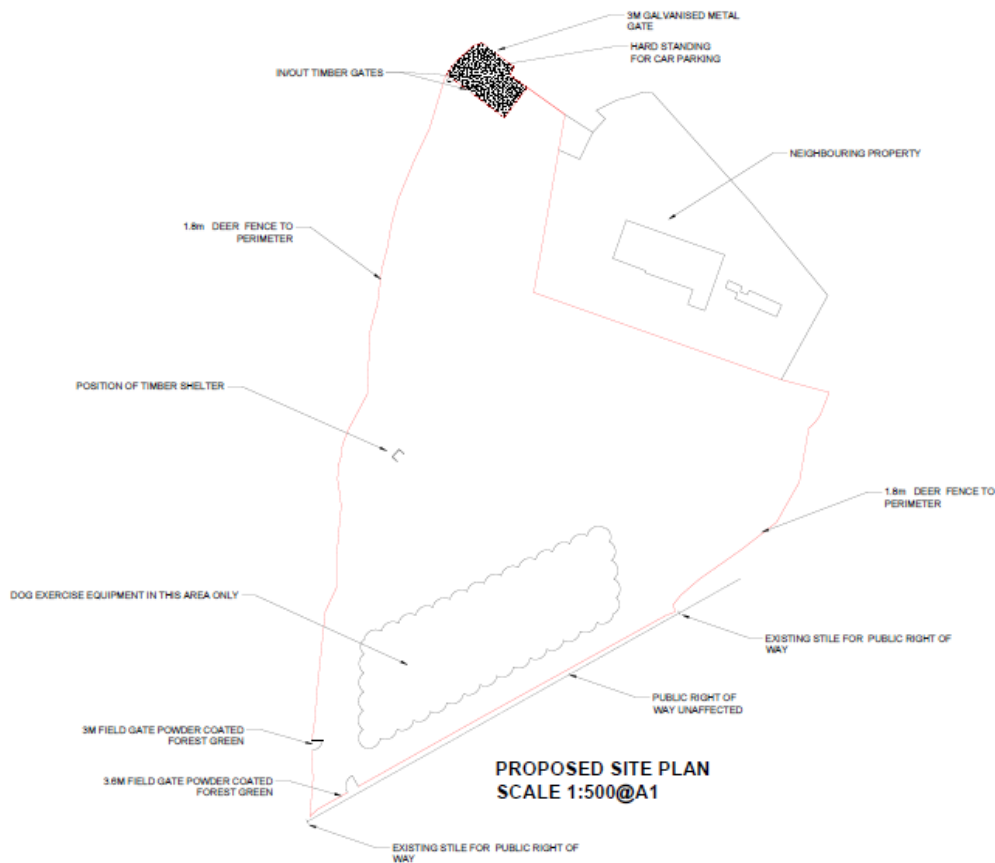 3M GALVANISED METAL
GATE
HARD STANDING
FOR CAR PARKING
IN/OUT TIMBER GATES
NEIGHBOURING PROPERTY
1.8m DEER FENCE TO
PERIMETER
POSITION OF TIMBER SHELTER
1.8m DEER FENCE TO
PERIMETER
DOG EXERCISE EQUIPMENT IN THIS AREA ONLY
EXISTING STILE FOR PUBLIC RIGHT OF
WAY
PUBLIC RIGHT OF
WAY UNAFFECTED
3M FIELD GATE POWDER COATED
FOREST GREEN
3.6M FIELD GATE POWDER COATED
FOREST GREEN
PROPOSED SITE PLAN
SCALE 1:500@A1
EXISTING STILE FOR PUBLIC RIGHT OF
WAY